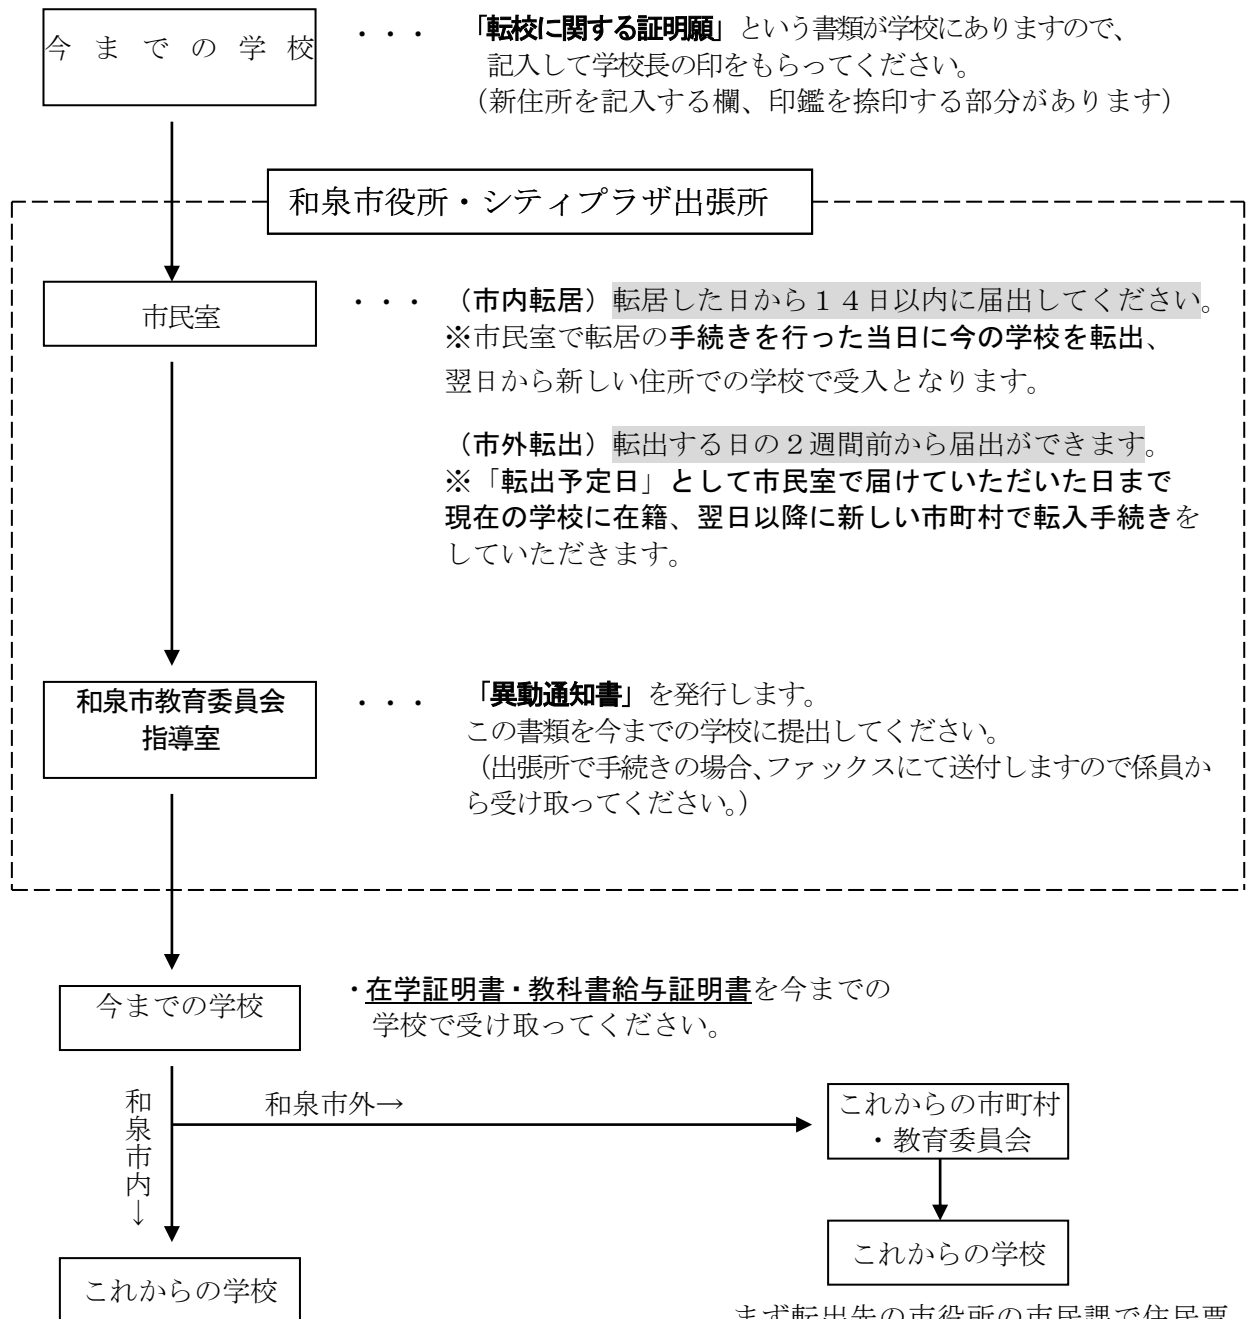 今までの学校
・・・ 「転校に関する証明願」という書類が学校にありますので、
記入して学校長の印をもらってください。
（新住所を記入する欄、印鑑を捺印する部分があります）
和泉市役所・シティプラザ出張所
市民室
・・・ （市内転居）転居した日から１４日以内に届出してください。
※市民室で転居の手続きを行った当日に今の学校を転出、
翌日から新しい住所での学校で受入となります。
（市外転出）転出する日の２週間前から届出ができます。
※「転出予定日」として市民室で届けていただいた日まで
現在の学校に在籍、翌日以降に新しい市町村で転入手続きを
していただきます。
和泉市教育委員会
指導室
・・・ 「異動通知書」を発行します。
この書類を今までの学校に提出してください。
（出張所で手続きの場合、ファックスにて送付しますので係員か
ら受け取ってください。）
今までの学校
・在学証明書・教科書給与証明書を今までの
学校で受け取ってください。
和泉市内↓
和泉市外→
これからの市町村
・教育委員会
これからの学校
これからの学校
まず転出先の市役所の市民課で住民票